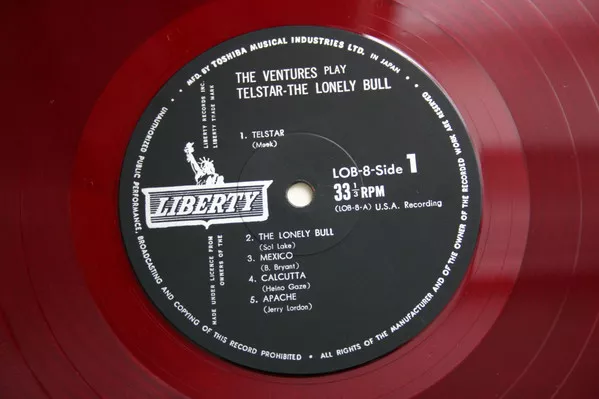 • MFD. BY TOSHIBA MUSICAL INDUSTRIES LTD. IN JAPAN. •
THE VENTURES PLAY
TELSTAR-THE LONELY BULL
LIBERTY RECORDS INC.
LIBERTY TRADE MARK
1. TELSTAR
(Meek)
LOB-8-Side 1
33 1/3 RPM
(LOB-8-A) U.S.A. Recording
LIBERTY
MADE UNDER LICENCE FROM
OWNERS OF THE
2. THE LONELY BULL
(Sol Lake)
3. MEXICO
(B. Bryant)
4. CALCUTTA
(Heino Gaze)
5. APACHE
(Jerry Lordon)
UNAUTHORIZED PUBLIC PERFORMANCE, BROADCASTING AND COPYING OF THIS RECORD PROHIBITED • ALL RIGHTS OF THE MANUFACTURER AND OF THE OWNER OF THE RECORDED WORK ARE RESERVED